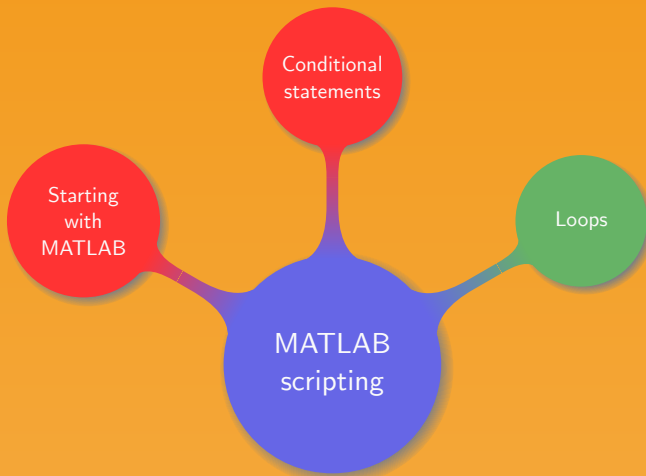 Conditional
statements
Starting
with
MATLAB
Loops
MATLAB
scripting